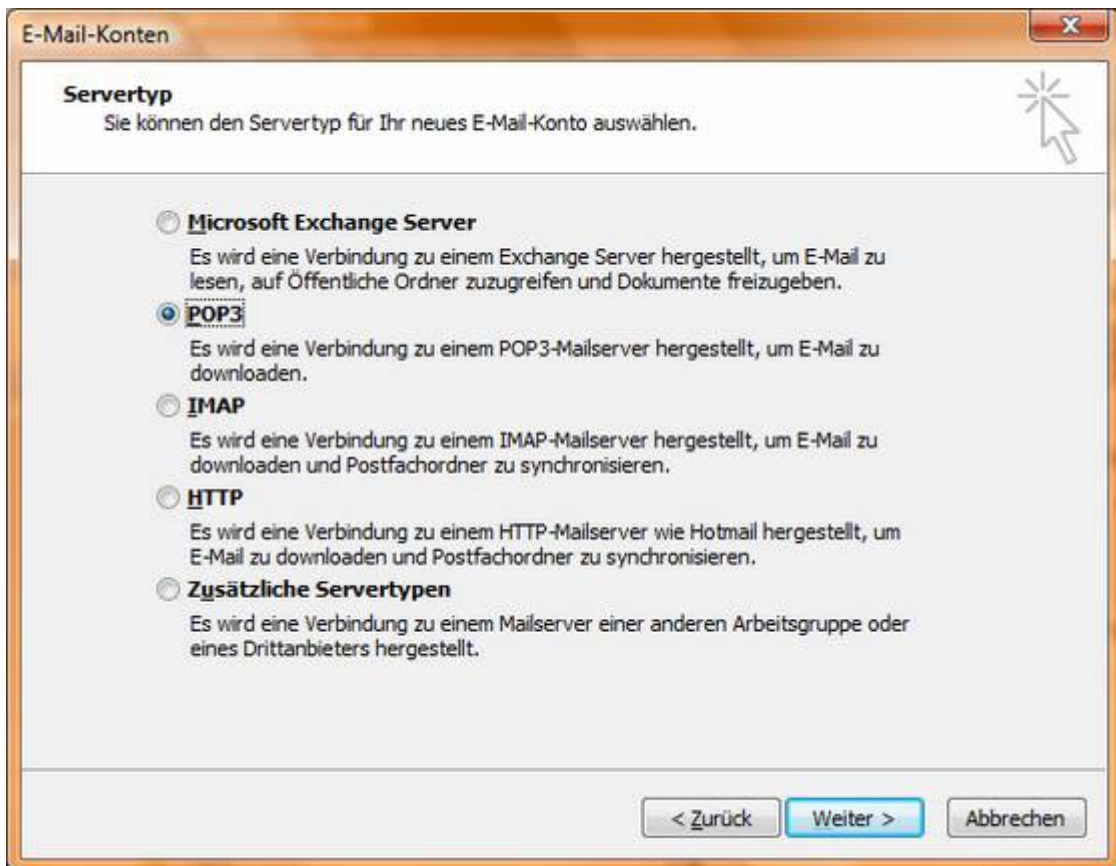 E-Mail-Konten
Servertyp
Sie können den Servertyp für Ihr neues E-Mail-Konto auswählen.
Microsoft Exchange Server
Es wird eine Verbindung zu einem Exchange Server hergestellt, um E-Mail zu
lesen, auf Öffentliche Ordner zuzugreifen und Dokumente freizugeben.
POP3
Es wird eine Verbindung zu einem POP3-Mailserver hergestellt, um E-Mail zu
downloaden.
IMAP
Es wird eine Verbindung zu einem IMAP-Mailserver hergestellt, um E-Mail zu
downloaden und Postfachordner zu synchronisieren.
HTTP
Es wird eine Verbindung zu einem HTTP-Mailserver wie Hotmail hergestellt, um
E-Mail zu downloaden und Postfachordner zu synchronisieren.
Zusätzliche Servertypen
Es wird eine Verbindung zu einem Mailserver einer anderen Arbeitsgruppe oder
eines Drittanbieters hergestellt.
< Zurück Weiter > Abbrechen